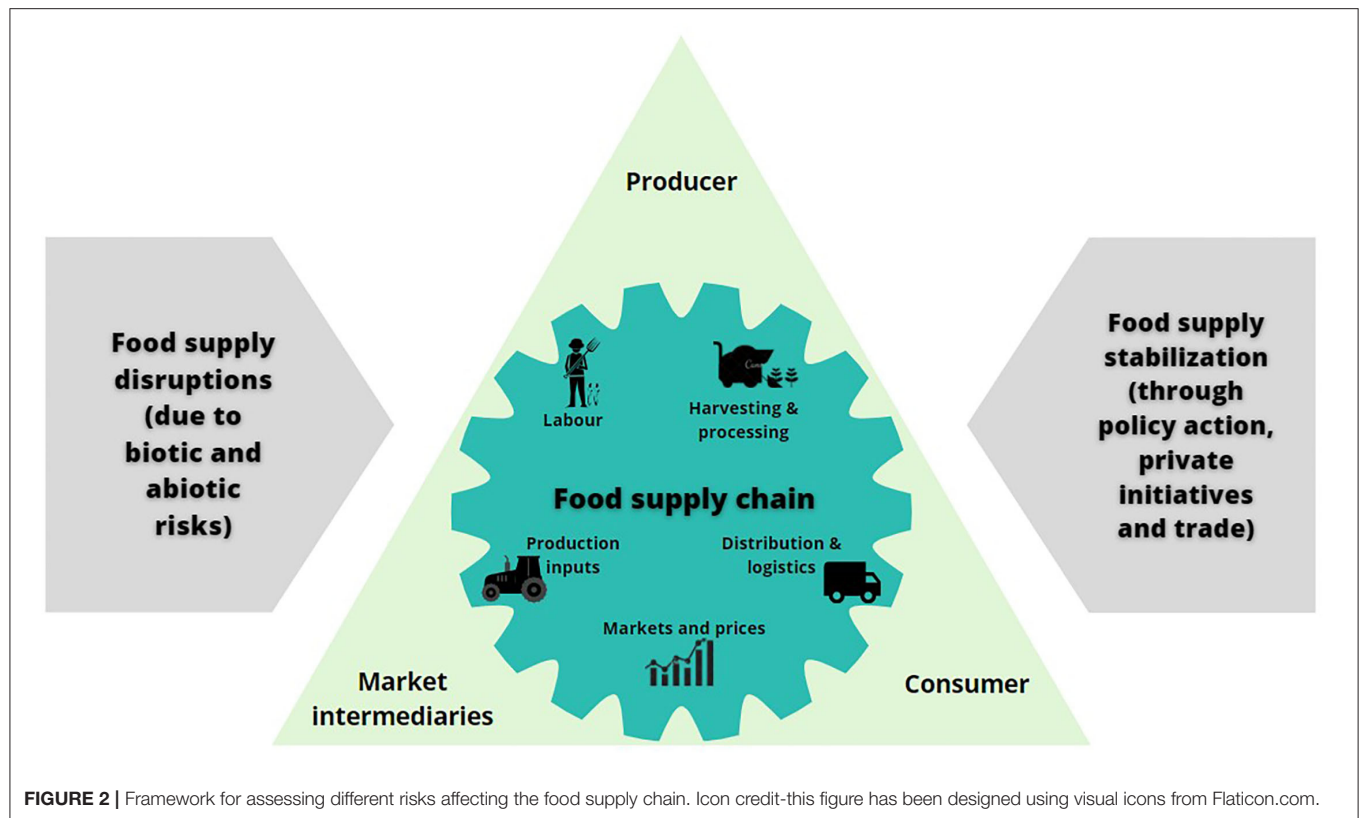 Producer
Food supply
disruptions
(due to
biotic and
abiotic
risks)
Food supply
stabilization
(through
policy action,
private
initiatives
and trade)
Labour
Harvesting &
processing
Food supply chain
Production
inputs
Distribution &
logistics
Markets and prices
Market
intermediaries
Consumer
FIGURE 2 | Framework for assessing different risks affecting the food supply chain. Icon credit-this figure has been designed using visual icons from Flaticon.com.